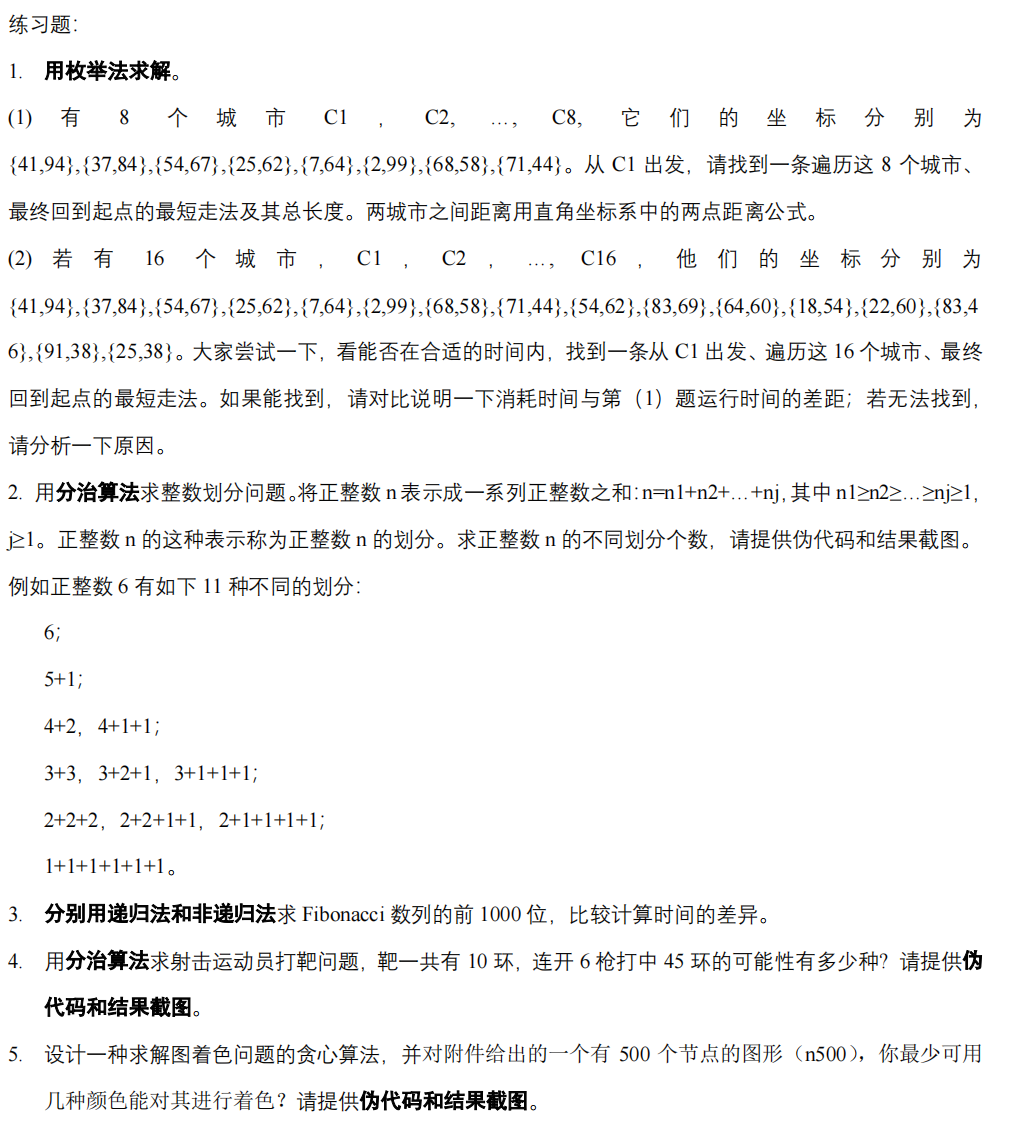 练习题：
1. 用枚举法求解。
(1) 有 8 个城市 C1 , C2, …, C8, 它们的坐标分别为
{41,94},{37,84},{54,67},{25,62},{7,64},{2,99},{68,58},{71,44}。从 C1 出发，请找到一条遍历这 8 个城市、
最终回到起点的最短走法及其总长度。两城市之间距离用直角坐标系中的两点距离公式。
(2) 若有 16 个城市 , C1 , C2 , …, C16 , 他们的坐标分别为
{41,94},{37,84},{54,67},{25,62},{7,64},{2,99},{68,58},{71,44},{54,62},{83,69},{64,60},{18,54},{22,60},{83,4
6},{91,38},{25,38}。大家尝试一下，看能否在合适的时间内，找到一条从 C1 出发、遍历这 16 个城市、最终
回到起点的最短走法。如果能找到，请对比说明一下消耗时间与第（1）题运行时间的差距；若无法找到，
请分析一下原因。
2. 用分治算法求整数划分问题。将正整数 n 表示成一系列正整数之和：n=n1+n2+…+nj, 其中 n1≥n2≥…≥nj≥1，
j≥1。正整数 n 的这种表示称为正整数 n 的划分。求正整数 n 的不同划分个数，请提供伪代码和结果截图。
例如正整数 6 有如下 11 种不同的划分：
6；
5+1；
4+2，4+1+1；
3+3，3+2+1，3+1+1+1；
2+2+2，2+2+1+1，2+1+1+1+1；
1+1+1+1+1+1。
3. 分别用递归法和非递归法求 Fibonacci 数列的前 1000 位，比较计算时间的差异。
4. 用分治算法求射击运动员打靶问题，靶一共有 10 环，连开 6 枪打中 45 环的可能性有多少种？请提供伪
代码和结果截图。
5. 设计一种求解图着色问题的贪心算法，并对附件给出的一个有 500 个节点的图形（n500），你最少可用
几种颜色能对其进行着色？请提供伪代码和结果截图。